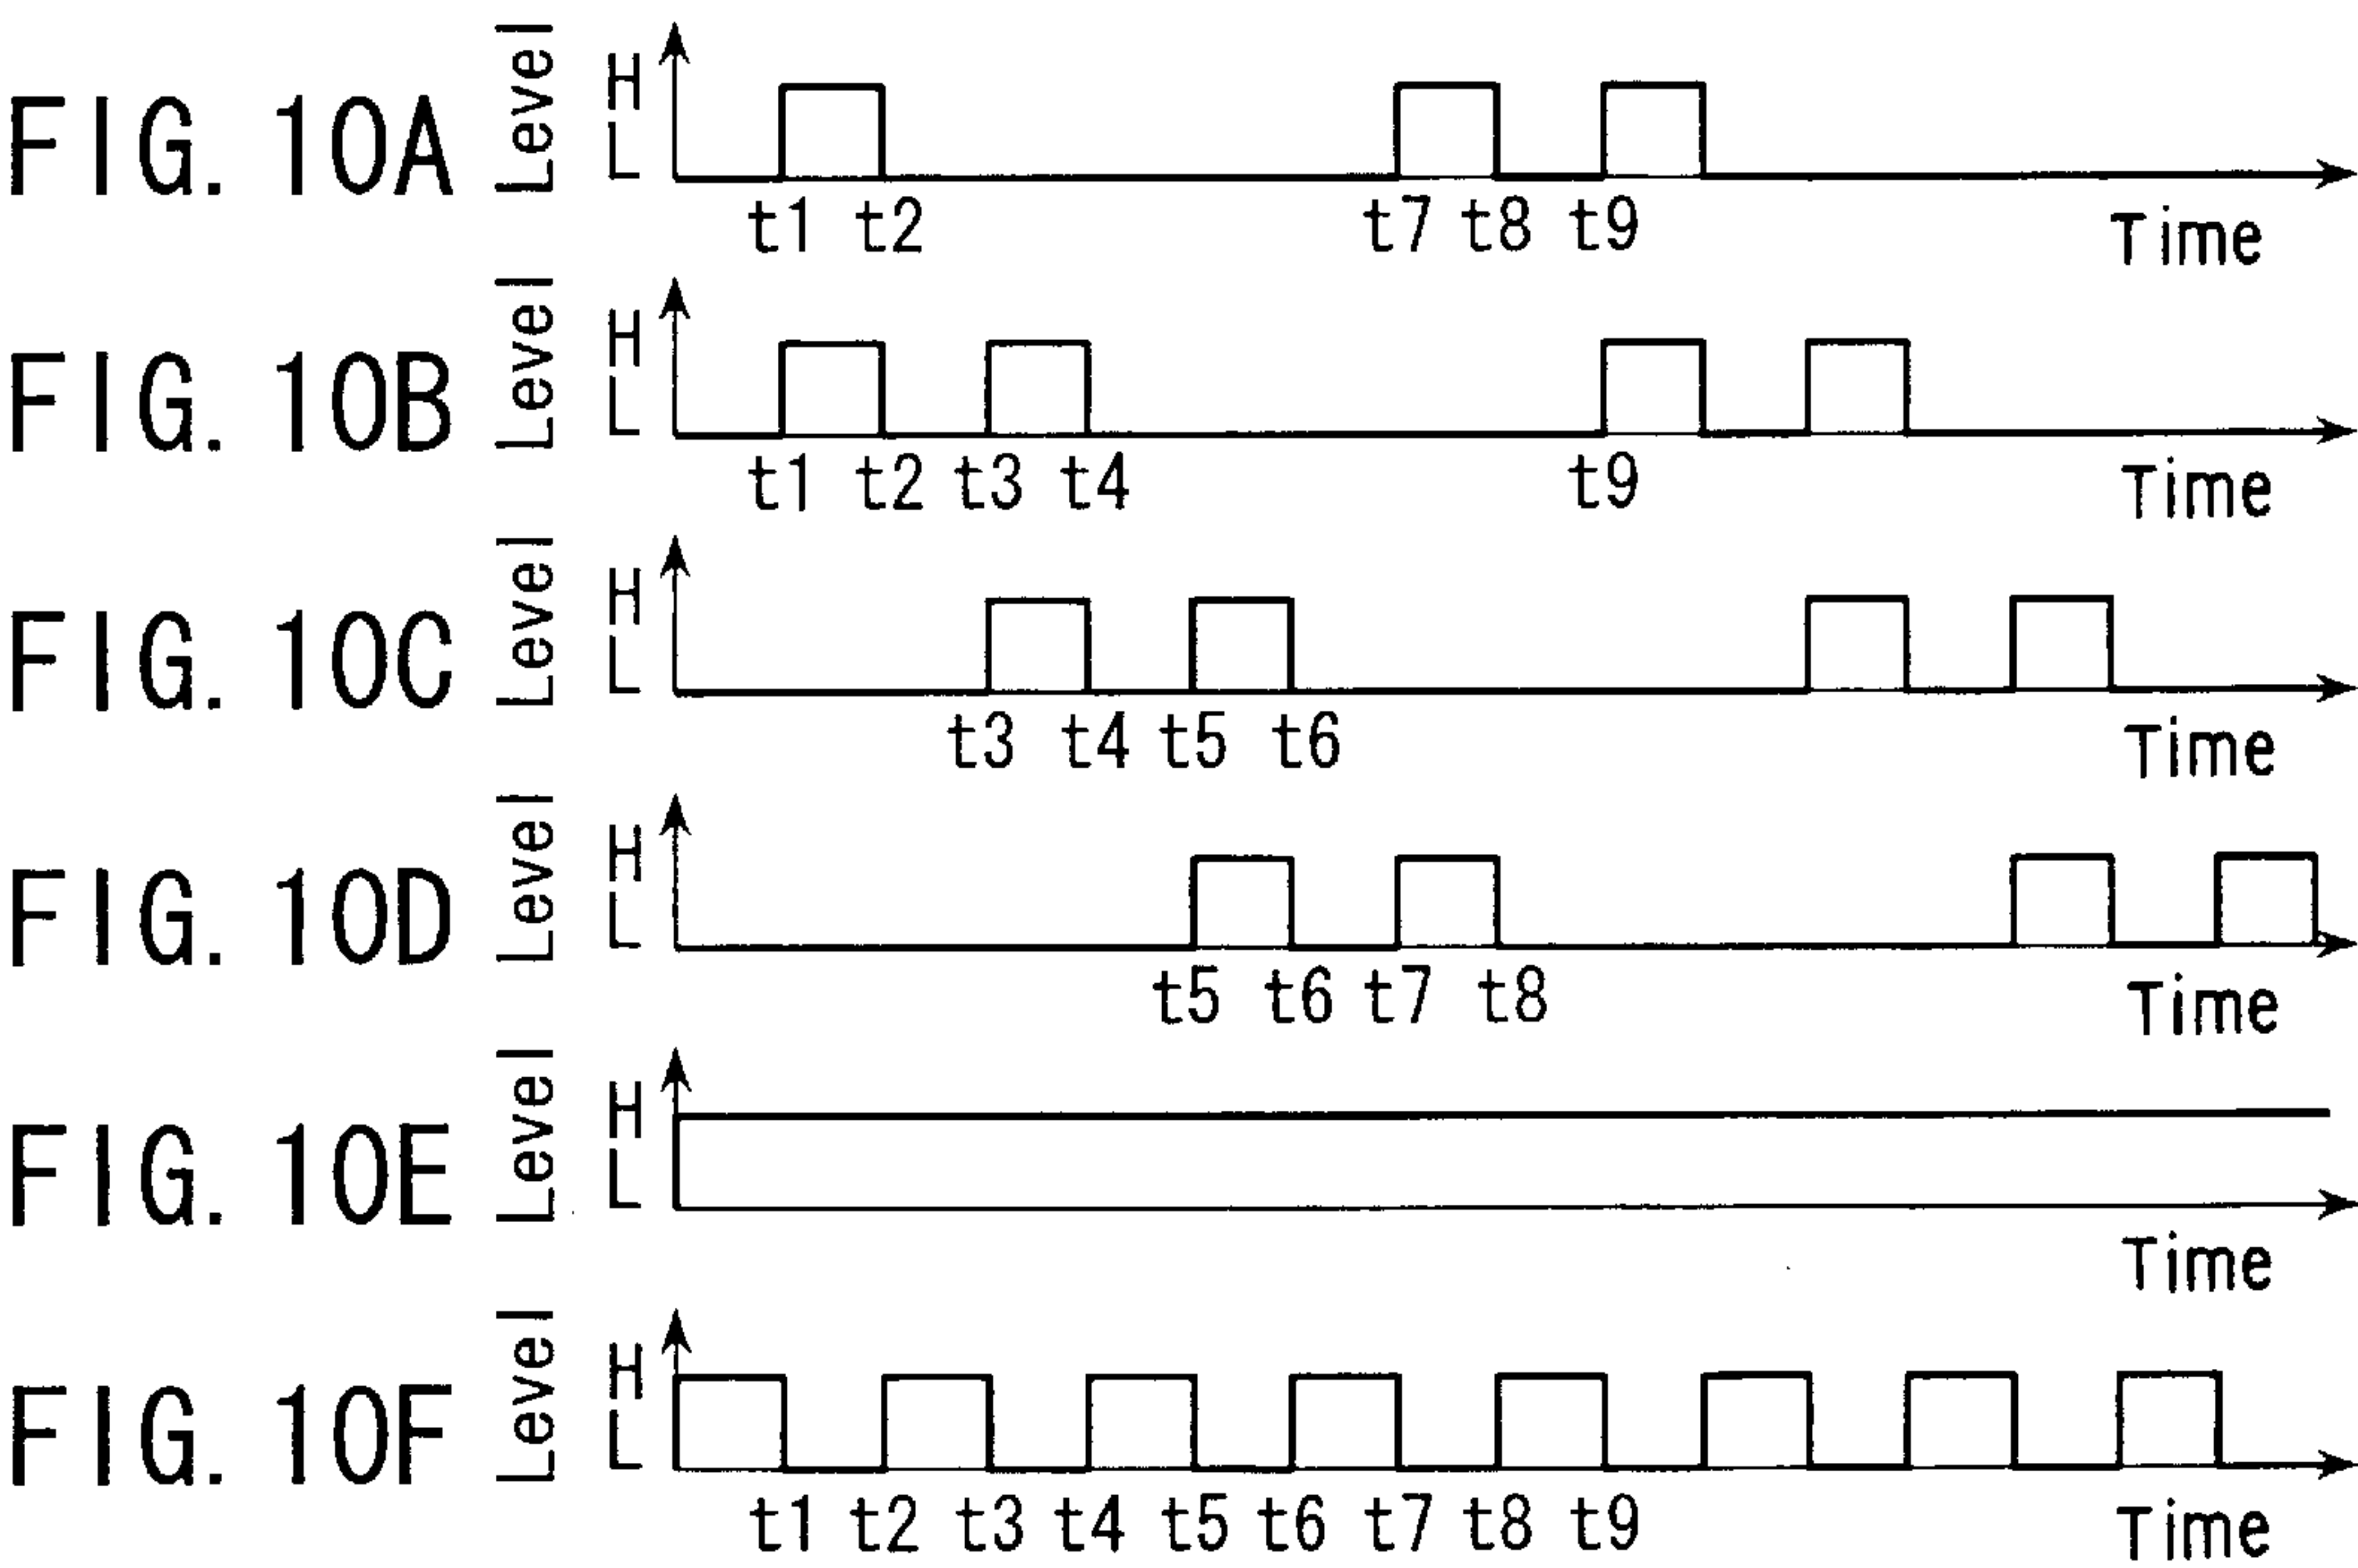 FIG. 10A Level H L
t1 t2 t7 t8 t9 Time
FIG. 10B Level H L
t1 t2 t3 t4 t9 Time
FIG. 10C Level H L
t3 t4 t5 t6 Time
FIG. 10D Level H L
t5 t6 t7 t8 Time
FIG. 10E Level H L
Time
FIG. 10F Level H L
t1 t2 t3 t4 t5 t6 t7 t8 t9 Time